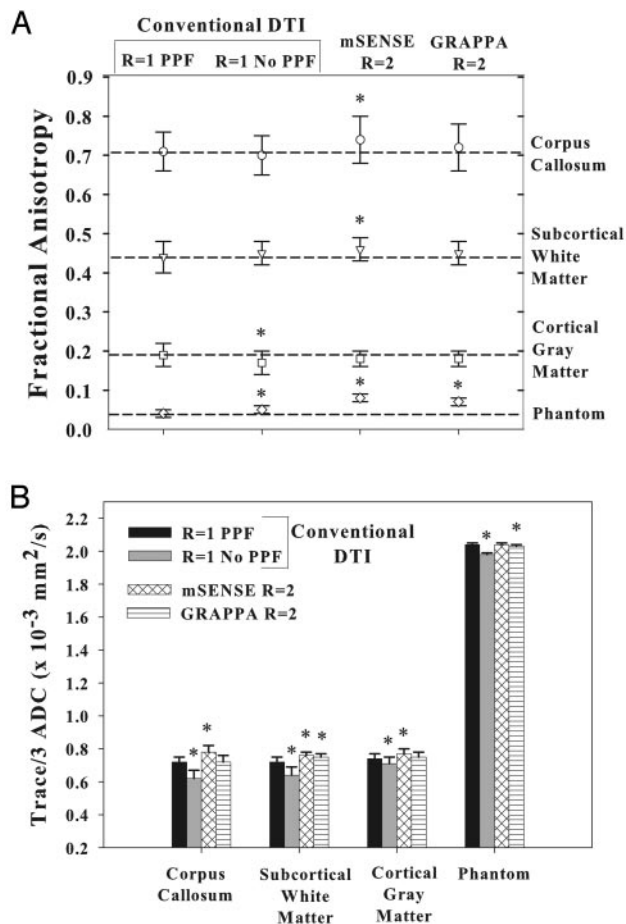 A
Conventional DTI
R=1 PPF
R=1 No PPF
mSENSE
R=2
GRAPPA
R=2
Fractional Anisotropy
0.9
0.8
0.7
0.6
0.5
0.4
0.3
0.2
0.1
0.0
*
*
*
*
*
*
Corpus
Callosum
Subcortical
White
Matter
Cortical
Gray
Matter
Phantom
B
Trace/3 ADC (x 10⁻³ mm²/s)
2.2
2.0
1.8
1.6
1.4
1.2
1.0
0.8
0.6
0.4
0.2
R=1 PPF
R=1 No PPF
Conventional
DTI
mSENSE R=2
GRAPPA R=2
* *
* * *
* *
* *
Corpus
Callosum
Subcortical
White
Matter
Cortical
Gray
Matter
Phantom